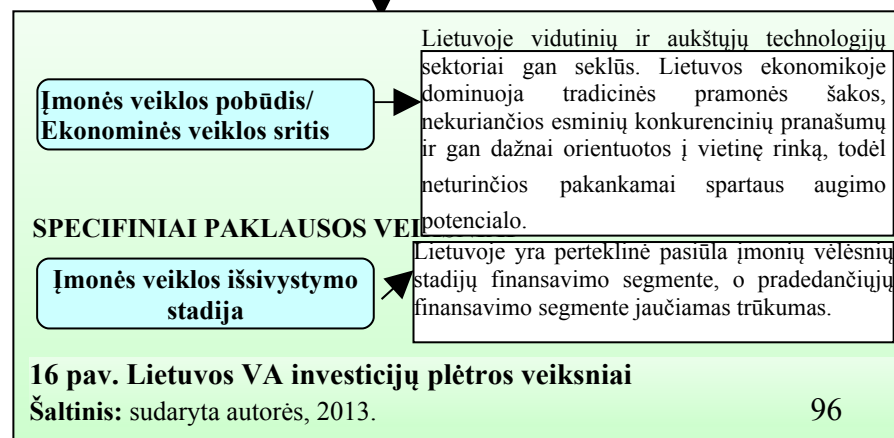 Lietuvoje vidutinių ir aukštųjų technologijų
sektoriai gan seklūs. Lietuvos ekonomikoje
dominuoja tradicinės pramonės šakos,
nekuriančios esminių konkurencinių pranašumų
ir gan dažnai orientuotos į vietinę rinką, todėl
neturinčios pakankamai spartaus augimo
potencialo.
Įmonės veiklos pobūdis/
Ekonominės veiklos sritis
SPECIFINIAI PAKLAUSOS
Lietuvoje yra perteklinė pasiūla įmonių vėlėsnių
stadijų finansavimo segmente, o pradedančiųjų
finansavimo segmente jaučiamas trūkumas.
Įmonės veiklos išsivystymo
stadija
16 pav. Lietuvos VA investicijų plėtros veiksniai
Šaltinis: sudaryta autorės, 2013.
96